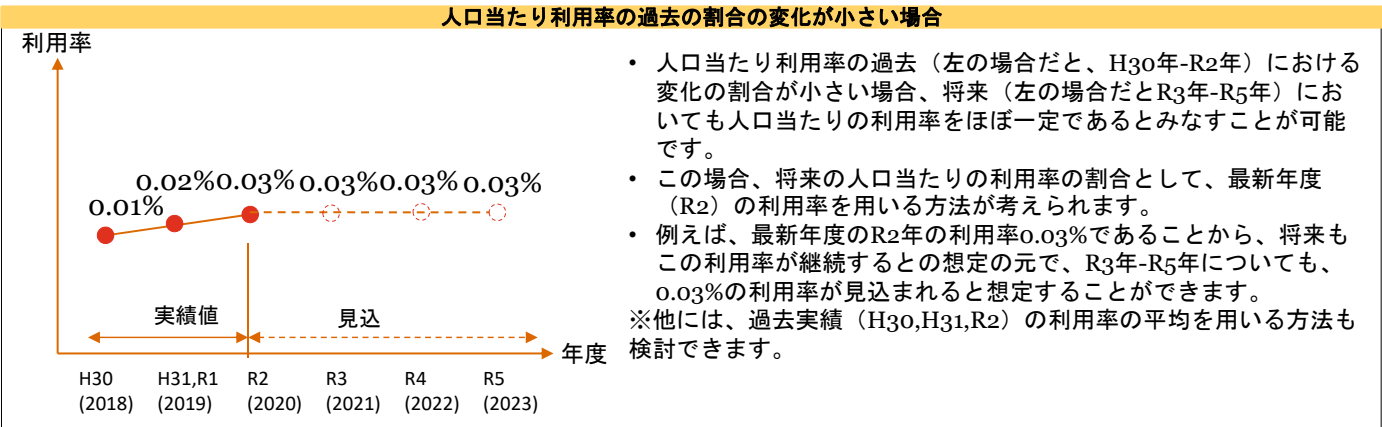 人口当たり利用率の過去の割合の変化が小さい場合
利用率
0.01%
0.02%
0.03%
0.03%
0.03%
0.03%
実績値
見込
年度
H30
(2018)
H31,R1
(2019)
R2
(2020)
R3
(2021)
R4
(2022)
R5
(2023)
• 人口当たり利用率の過去（左の場合だと、H30年-R2年）における
変化の割合が小さい場合、将来（左の場合だとR3年-R5年）にお
いても人口当たりの利用率をほぼ一定であるとみなすことが可能
です。
• この場合、将来の人口当たりの利用率の割合として、最新年度
（R2）の利用率を用いる方法が考えられます。
• 例えば、最新年度のR2年の利用率0.03%であることから、将来も
この利用率が継続するとの想定の元で、R3年-R5年についても、
0.03%の利用率が見込まれると想定することができます。
※他には、過去実績（H30,H31,R2）の利用率の平均を用いる方法も
検討できます。